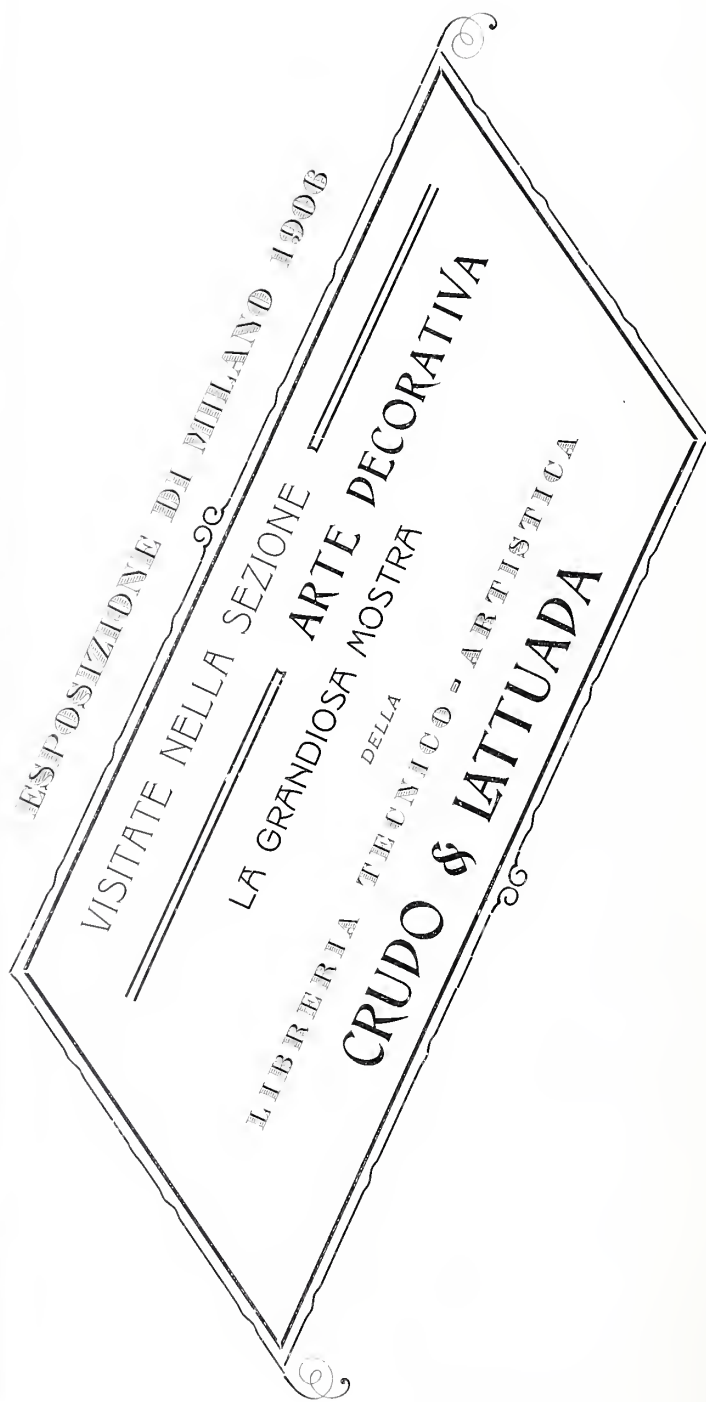 ESPOSIZIONE DI MILANO 1906
VISITATE NELLA SEZIONE
ARTE DECORATIVA
LA GRANDIOSA MOSTRA
DELLA
LIBRERIA TECNICO - ARTISTICA
CRUDO & LATTUADA